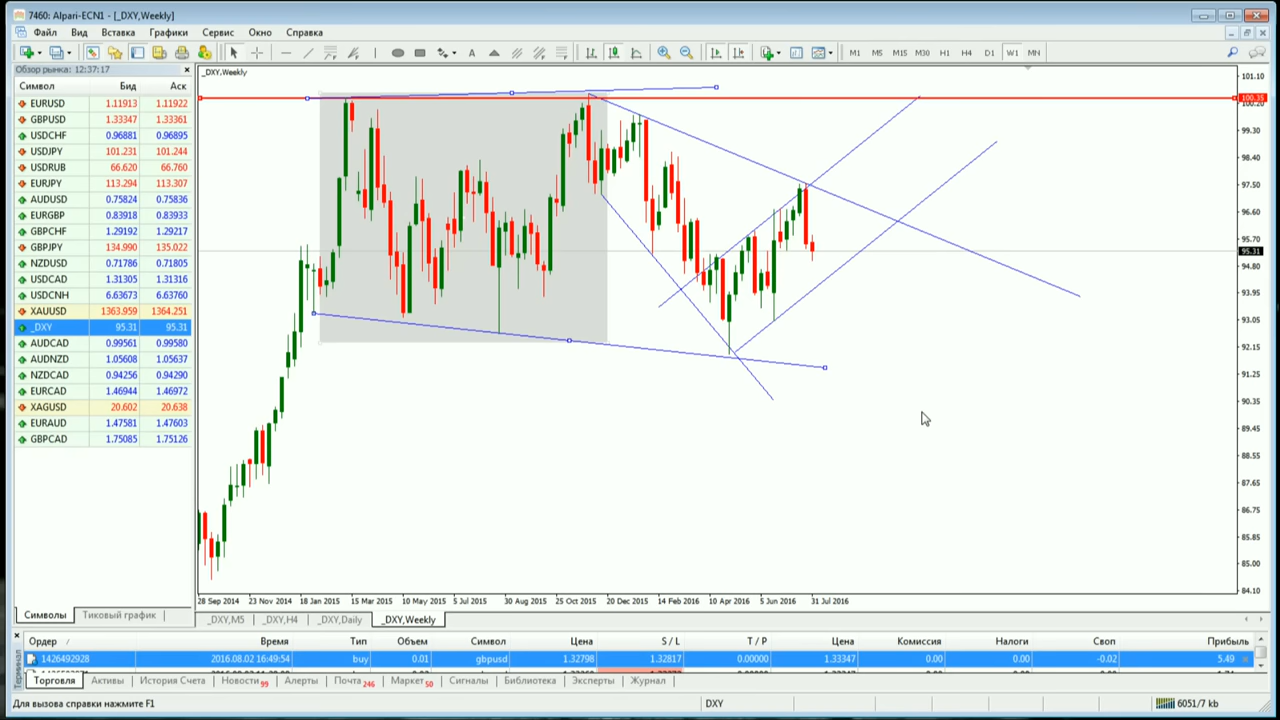 7460: Alpari-ECN1 - [_DXY,Weekly]
Файл Вид Вставка Графики Сервис Окно Справка
A M1 M5 M15 M30 H1 H4 D1 W1 MN
Обзор рынка: 12:37:17
Символ Бид Аск
EURUSD 1.11913 1.11922
GBPUSD 1.33347 1.33361
USDCHF 0.96881 0.96895
USDJPY 101.231 101.244
USDRUB 66.620 66.760
EURJPY 113.294 113.307
AUDUSD 0.75824 0.75836
EURGBP 0.83918 0.83933
GBPCHF 1.29192 1.29217
GBPJPY 134.990 135.022
NZDUSD 0.71786 0.71805
USDCAD 1.31305 1.31316
USDCNH 6.63673 6.63760
XAUUSD 1363.959 1364.251
_DXY 95.31 95.31
AUDCAD 0.99561 0.99580
AUDNZD 1.05608 1.05637
NZDCAD 0.94256 0.94290
EURCAD 1.46944 1.46972
XAGUSD 20.602 20.638
EURAUD 1.47581 1.47603
GBPCAD 1.75085 1.75126
Символы Тиковый график
_DXY,Weekly
101.10
100.35
100.20
99.30
98.40
97.50
96.60
95.70
95.31
94.80
93.95
93.05
92.15
91.25
90.35
89.45
88.55
87.65
86.75
85.85
85.00
84.10
28 Sep 2014 23 Nov 2014 18 Jan 2015 15 Mar 2015 10 May 2015 5 Jul 2015 30 Aug 2015 25 Oct 2015 20 Dec 2015 14 Feb 2016 10 Apr 2016 5 Jun 2016 31 Jul 2016
_DXY,M5 _DXY,H4 _DXY,Daily _DXY,Weekly
Терминал
Ордер Время Тип Объем Символ Цена S / L T / P Цена Комиссия Налоги Своп Прибыль
1426492928 2016.08.02 16:49:54 buy 0.01 gbpusd 1.32798 1.32817 0.00000 1.33347 0.00 0.00 -0.02 5.49
Торговля Активы История Счета Новости 99 Алерты Почта 246 Маркет 50 Сигналы Библиотека Эксперты Журнал
Для вызова справки нажмите F1 DXY 6051/7 kb